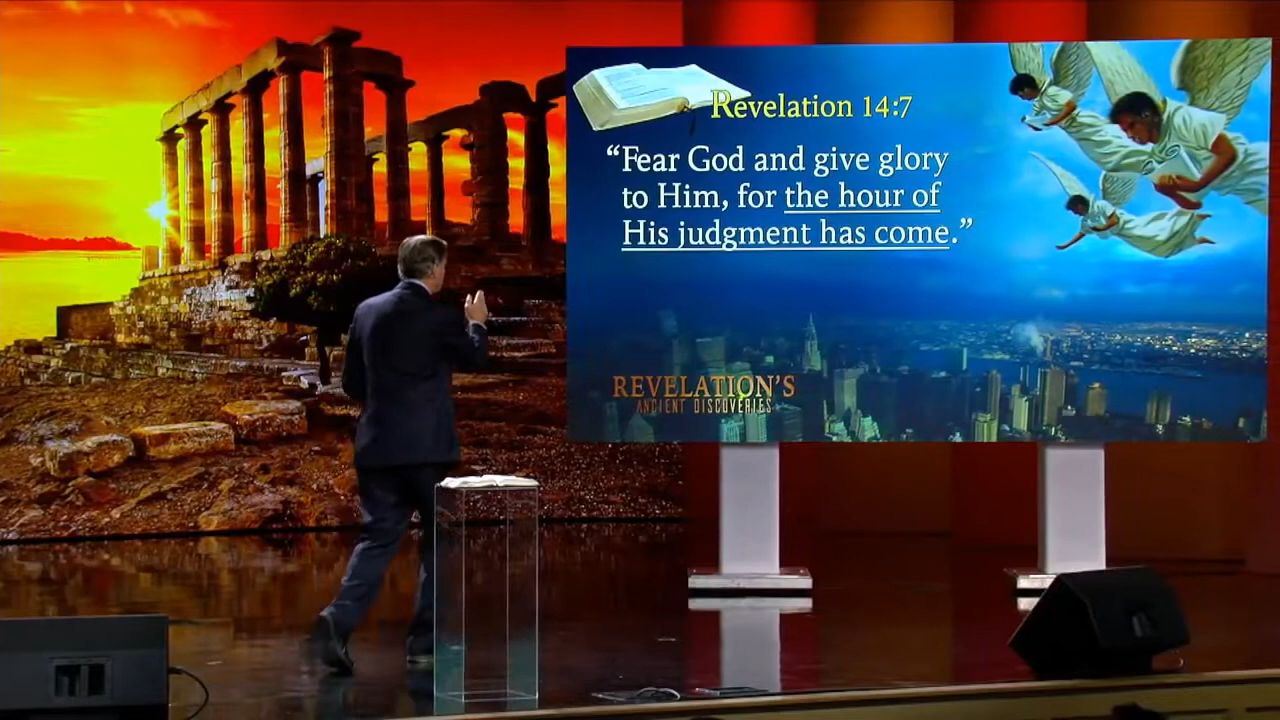 Revelation 14:7
“Fear God and give glory
to Him, for the hour of
His judgment has come.”
REVELATION'S
ANCIENT DISCOVERIES